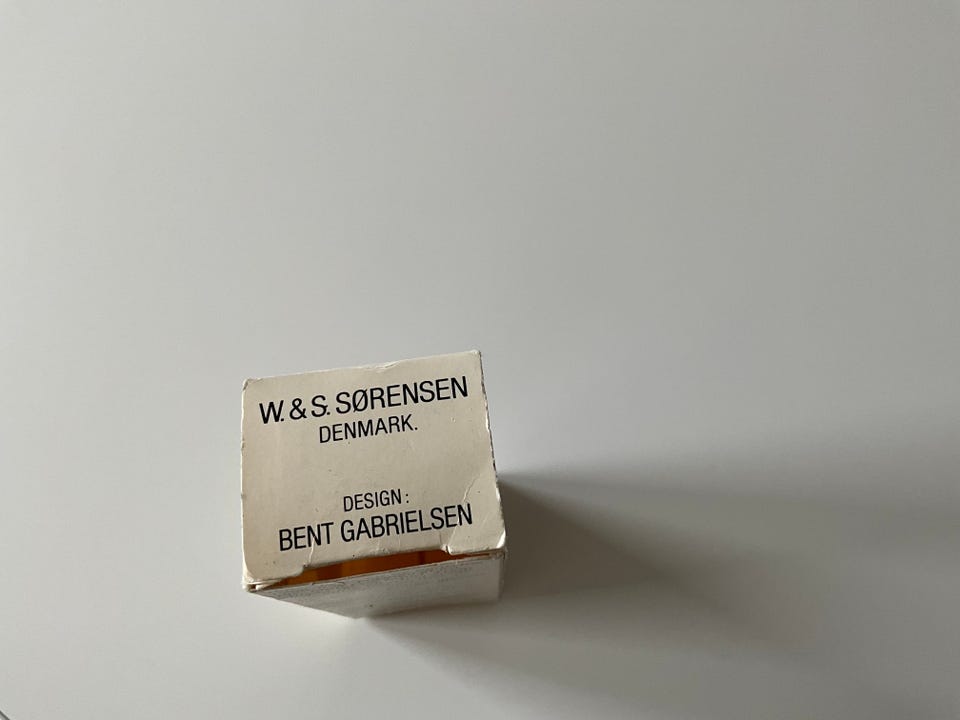 W. & S. SØRENSEN
DENMARK.
DESIGN :
BENT GABRIELSEN